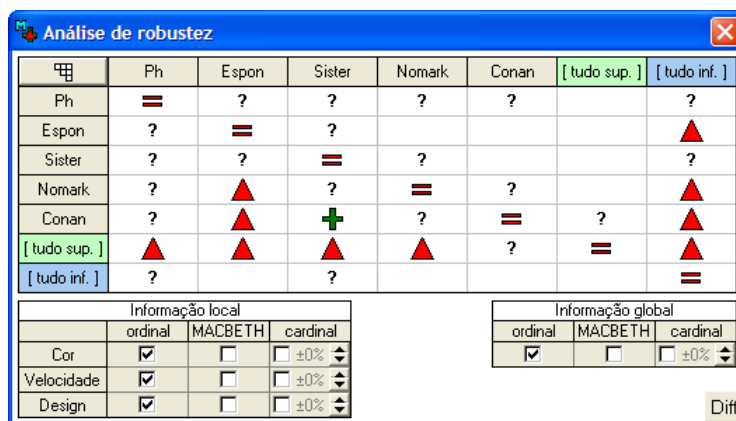 Análise de robustez
Ph Espon Sister Nomark Conan [ tudo sup. ] [ tudo inf. ]
Ph = ? ? ? ? ?
Espon ? = ?
Sister ? ? = ? ?
Nomark ? ? = ?
Conan ? + ? = ?
[ tudo sup. ] ? =
[ tudo inf. ] ? ? =
Informação local
ordinal MACBETH cardinal
Cor ±0%
Velocidade ±0%
Design ±0%
Informação global
ordinal MACBETH cardinal
±0%
Diff